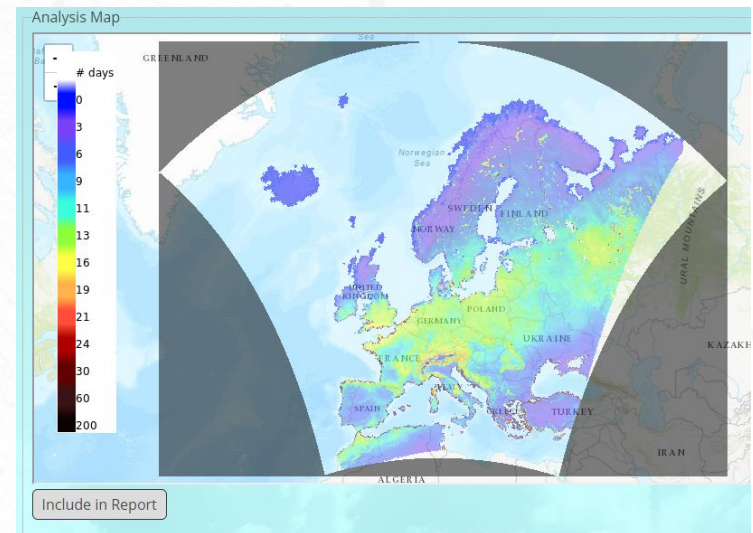 Analysis Map
Sea
GREENLAND
# days
0
3
6
9
11
13
16
19
21
24
30
60
200
Norwegian
Sea
SWEDEN
FINLAND
NORWAY
URAL MOUNTAINS
UNITED
KINGDOM
POLAND
GERMANY
UKRAINE
KAZAKH
FRANCE
ITALY
SPAIN
GREECE
TURKEY
IRAN
ALGERIA
Include in Report